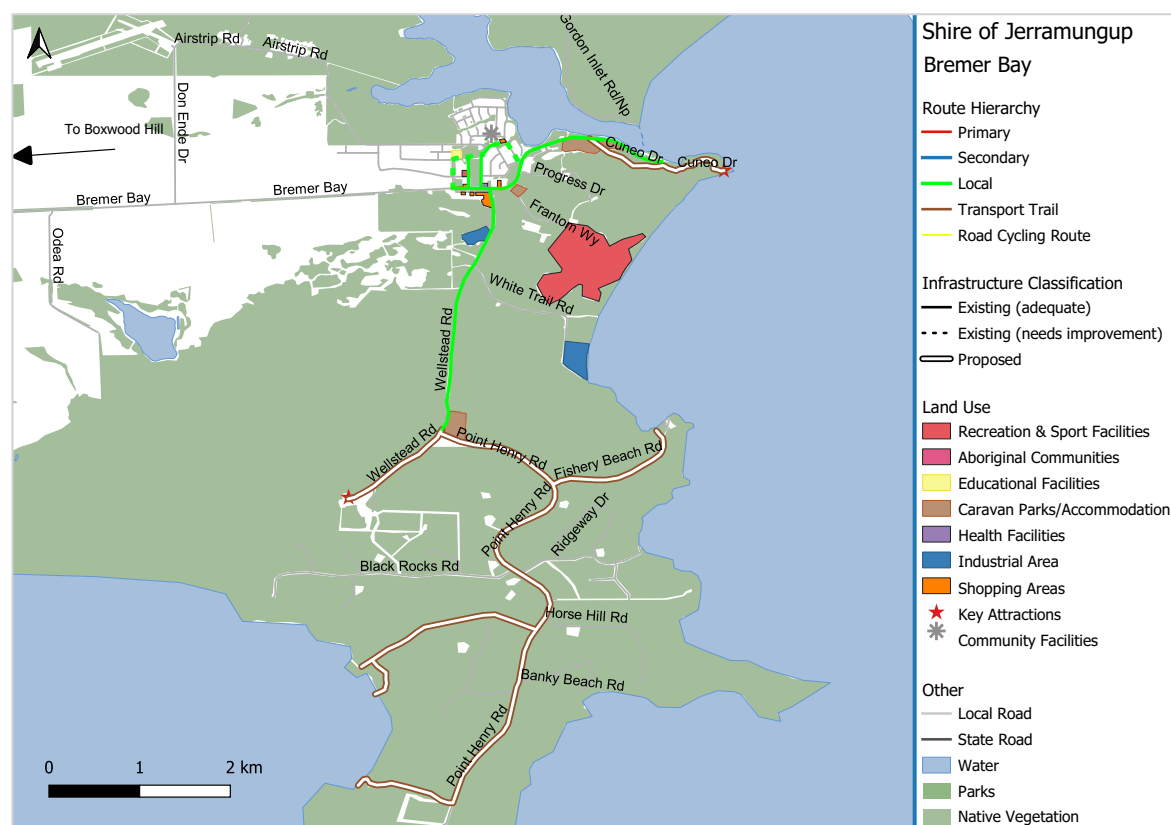 Shire of Jerramungup
Bremer Bay
Route Hierarchy
Primary
Secondary
Local
Transport Trail
Road Cycling Route
Infrastructure Classification
Existing (adequate)
Existing (needs improvement)
Proposed
Land Use
Recreation & Sport Facilities
Aboriginal Communities
Educational Facilities
Caravan Parks/Accommodation
Health Facilities
Industrial Area
Shopping Areas
Key Attractions
Community Facilities
Other
Local Road
State Road
Water
Parks
Native Vegetation
Airstrip Rd
Airstrip Rd
Gordon Inlet Rd/Np
Don Ende Dr
To Boxwood Hill
Cuneo Dr
Cuneo Dr
Progress Dr
Bremer Bay
Bremer Bay
Frantom Wy
Odea Rd
White Trail Rd
Wellstead Rd
Wellstead Rd
Point Henry Rd
Fishery Beach Rd
Point Henry Rd
Ridgeway Dr
Black Rocks Rd
Horse Hill Rd
Banky Beach Rd
Point Henry Rd
0 1 2 km